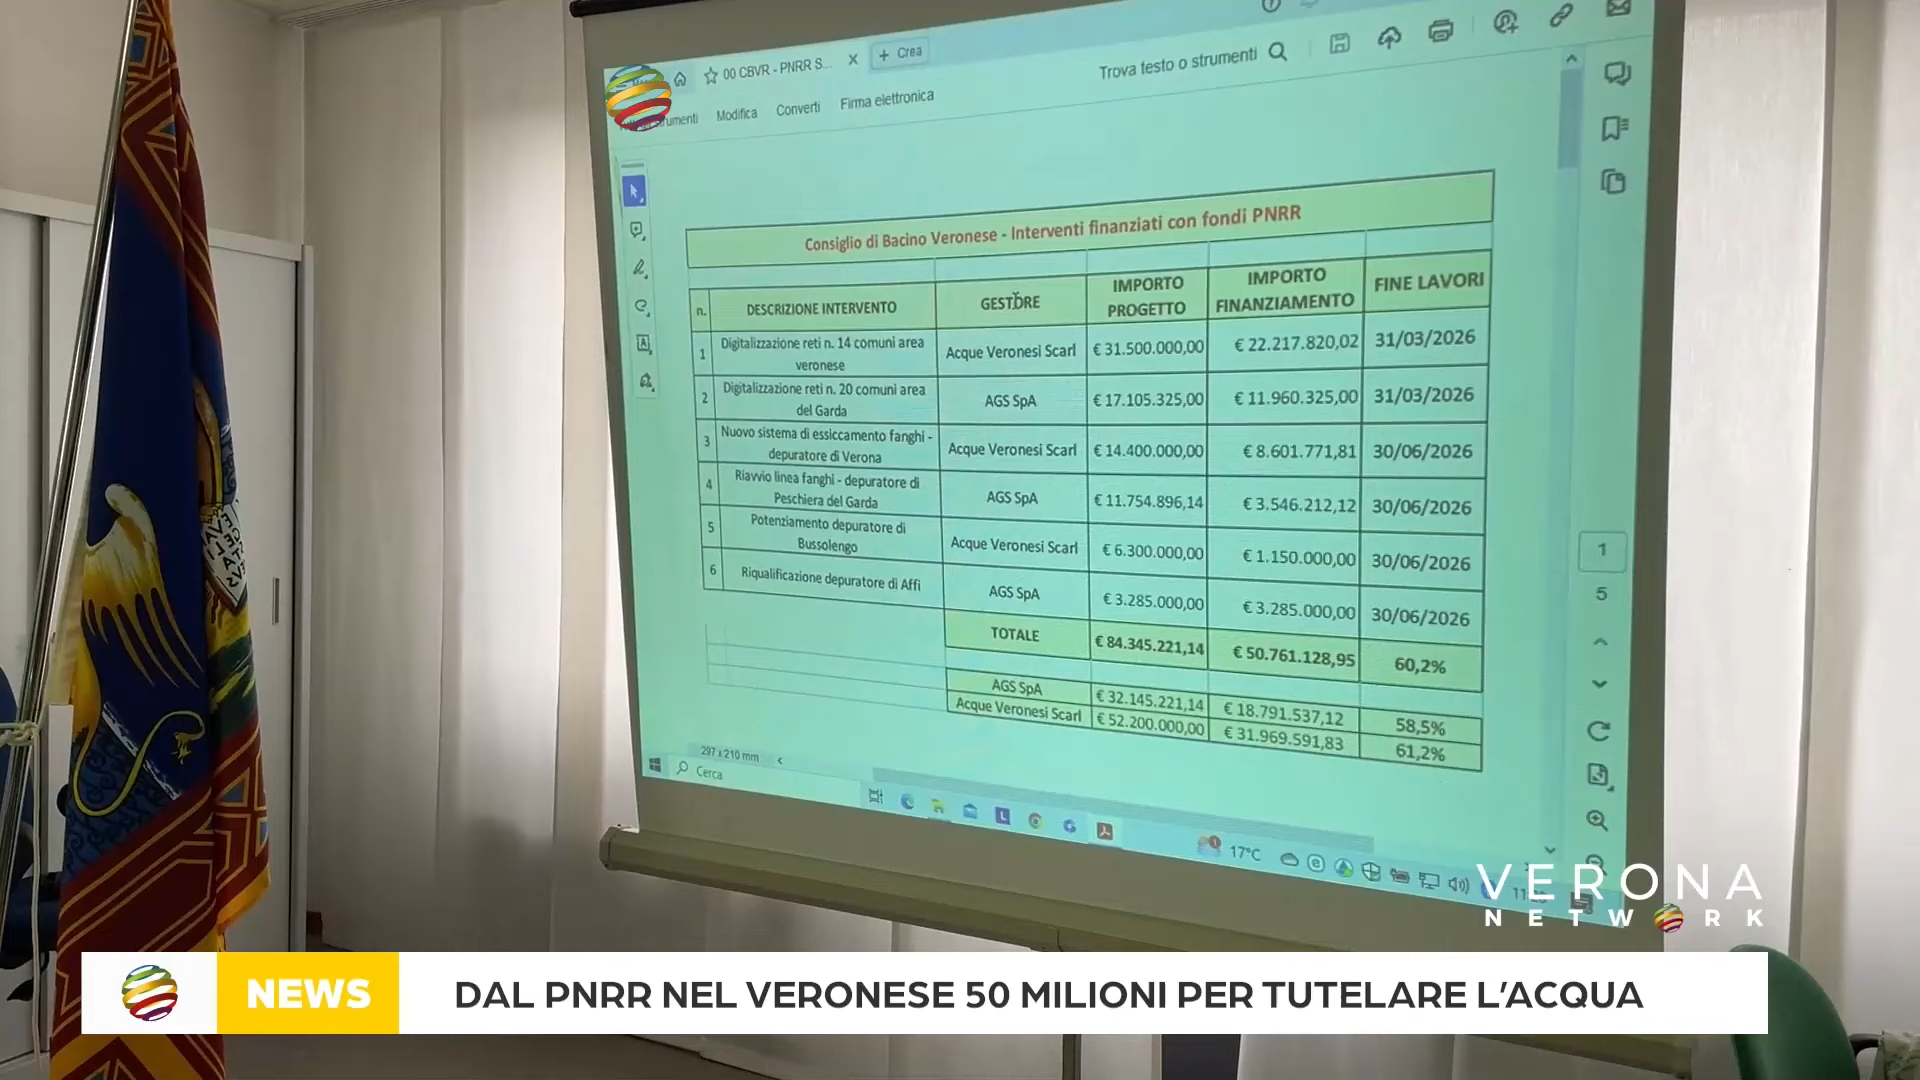 00 CBVR - PNRR S...
+ Crea
Trova testo o strumenti
Modifica
Converti
Firma elettronica
Consiglio di Bacino Veronese - Interventi finanziati con fondi PNRR
n. DESCRIZIONE INTERVENTO GESTORE IMPORTO PROGETTO IMPORTO FINANZIAMENTO FINE LAVORI
1 Digitalizzazione reti n. 14 comuni area veronese Acque Veronesi Scarl € 31.500.000,00 € 22.217.820,02 31/03/2026
2 Digitalizzazione reti n. 20 comuni area del Garda AGS SpA € 17.105.325,00 € 11.960.325,00 31/03/2026
3 Nuovo sistema di essiccamento fanghi - depuratore di Verona Acque Veronesi Scarl € 14.400.000,00 € 8.601.771,81 30/06/2026
4 Riavvio linea fanghi - depuratore di Peschiera del Garda AGS SpA € 11.754.896,14 € 3.546.212,12 30/06/2026
5 Potenziamento depuratore di Bussolengo Acque Veronesi Scarl € 6.300.000,00 € 1.150.000,00 30/06/2026
6 Riqualificazione depuratore di Affi AGS SpA € 3.285.000,00 € 3.285.000,00 30/06/2026
TOTALE € 84.345.221,14 € 50.761.128,95 60,2%
AGS SpA € 32.145.221,14 € 18.791.537,12 58,5%
Acque Veronesi Scarl € 52.200.000,00 € 31.969.591,83 61,2%
1
5
297 x 210 mm
Cerca
17°C
VERONA
NETWORK
NEWS
DAL PNRR NEL VERONESE 50 MILIONI PER TUTELARE L'ACQUA